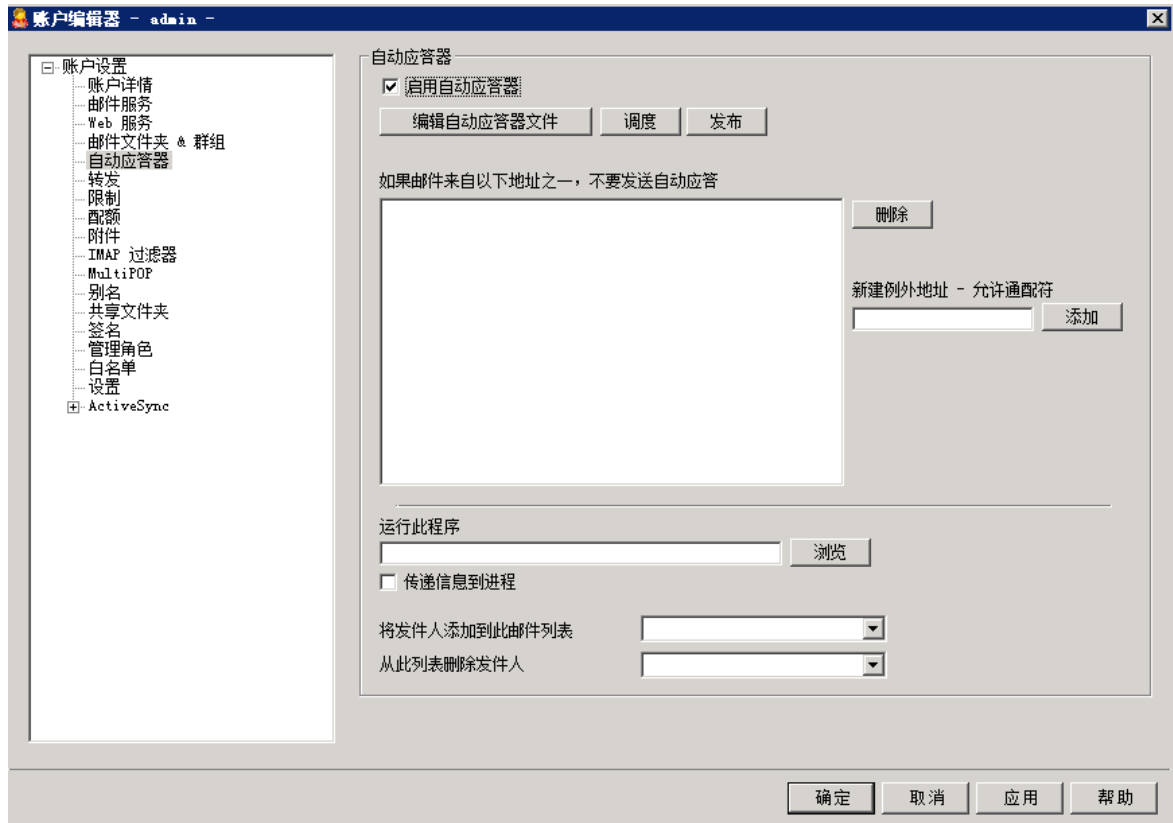 账户编辑器 - admin -
账户设置
账户详情
邮件服务
Web 服务
邮件文件夹 & 群组
自动应答器
转发
限制
配额
附件
IMAP 过滤器
MultiPOP
别名
共享文件夹
签名
管理角色
白名单
设置
ActiveSync
自动应答器
启用自动应答器
编辑自动应答器文件 调度 发布
如果邮件来自以下地址之一，不要发送自动应答
删除
新建例外地址 - 允许通配符
添加
运行此程序
浏览
传递信息到进程
将发件人添加到此邮件列表
从此列表删除发件人
确定 取消 应用 帮助